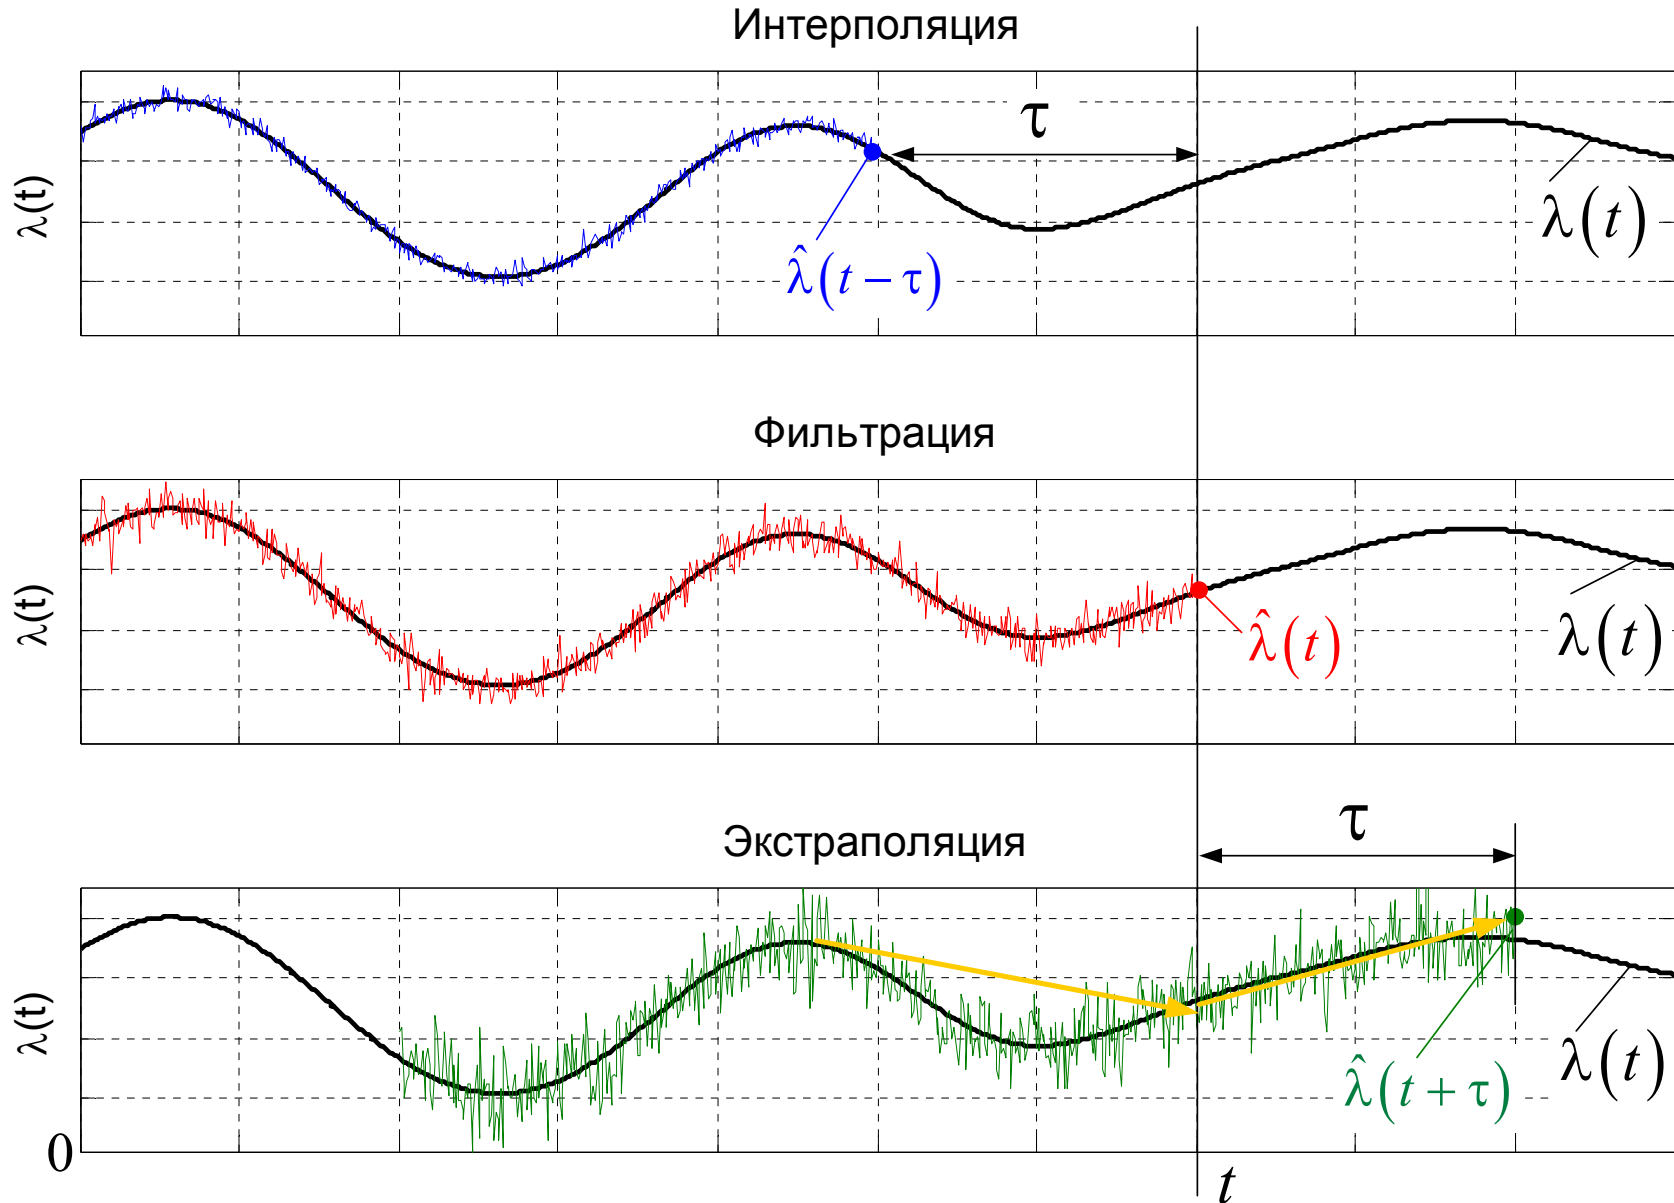 Интерполяция
τ
λ(t)
λ(t)
λ̂(t − τ)
Фильтрация
λ(t)
λ̂(t)
λ(t)
Экстраполяция
τ
λ(t)
λ̂(t + τ)
λ(t)
0
t